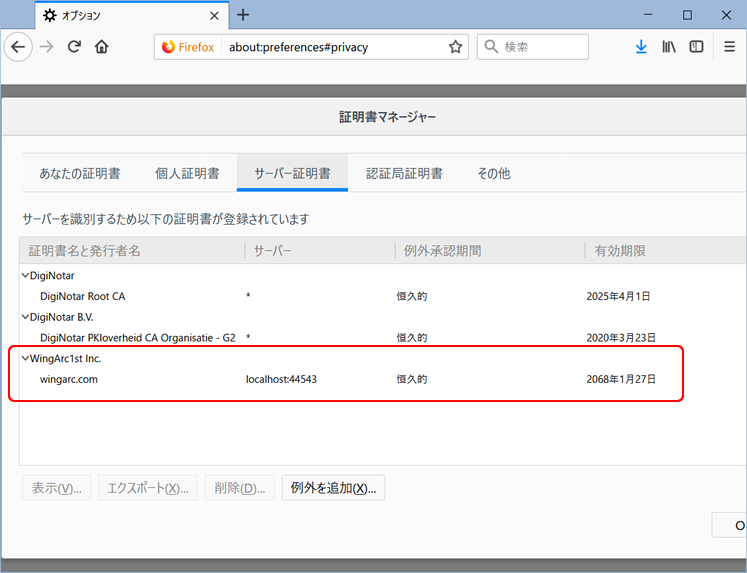 オプション
Firefox about:preferences#privacy 検索
証明書マネージャー
あなたの証明書 個人証明書 サーバー証明書 認証局証明書 その他
サーバーを識別するため以下の証明書が登録されています
証明書名と発行者名 サーバー 例外承認期間 有効期限
DigiNotar
DigiNotar Root CA * 恒久的 2025年4月1日
DigiNotar B.V.
DigiNotar PKIoverheid CA Organisatie - G2 * 恒久的 2020年3月23日
WingArc1st Inc.
wingarc.com localhost:44543 恒久的 2068年1月27日
表示(V)... エクスポート(X)... 削除(D)... 例外を追加(X)...
O